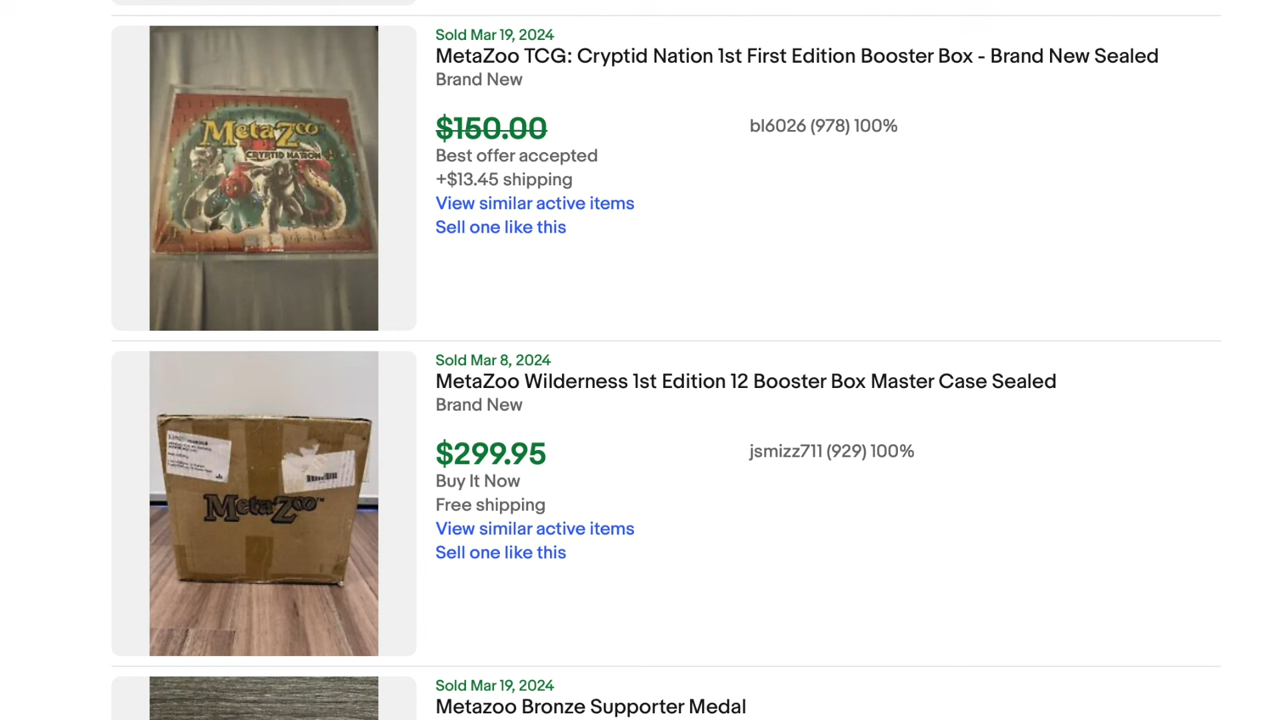 Sold Mar 19, 2024
MetaZoo TCG: Cryptid Nation 1st First Edition Booster Box - Brand New Sealed
Brand New
$150.00
bl6026 (978) 100%
Best offer accepted
+$13.45 shipping
View similar active items
Sell one like this
MetaZoo
CRYPTID NATION
Sold Mar 8, 2024
MetaZoo Wilderness 1st Edition 12 Booster Box Master Case Sealed
Brand New
$299.95
jsmizz711 (929) 100%
Buy It Now
Free shipping
View similar active items
Sell one like this
MetaZoo
Sold Mar 19, 2024
Metazoo Bronze Supporter Medal